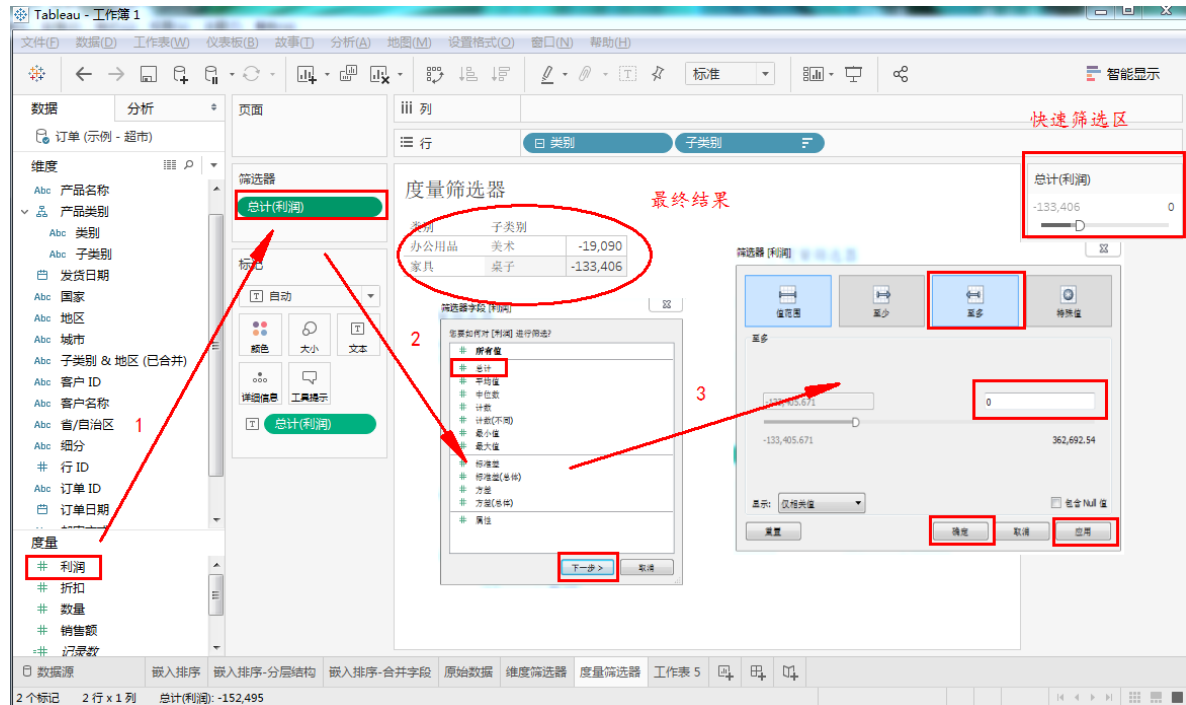 Tableau - 工作簿 1
文件(F) 数据(D) 工作表(W) 仪表板(B) 故事(T) 分析(A) 地图(M) 设置格式(O) 窗口(N) 帮助(H)
标准
智能显示
数据 分析
订单 (示例 - 超市)
维度
Abc 产品名称
产品类别
Abc 类别
Abc 子类别
发货日期
Abc 国家
Abc 地区
Abc 城市
Abc 子类别 & 地区 (已合并)
Abc 客户 ID
Abc 客户名称
Abc 省/自治区
Abc 细分
# 行 ID
Abc 订单 ID
订单日期
度量
# 利润
# 折扣
# 数量
# 销售额
=# 记录数
1
页面
筛选器
总计(利润)
标记
自动
颜色 大小 文本
详细信息 工具提示
总计(利润)
iii 列
行 类别 子类别
度量筛选器
最终结果
类别 子类别
办公用品 美术 -19,090
家具 桌子 -133,406
快速筛选区
总计(利润)
-133,406 0
2
筛选器字段 [利润]
您要如何对 [利润] 进行筛选?
# 所有值
# 总计
# 平均值
# 中位数
# 计数
# 计数(不同)
# 最小值
# 最大值
# 标准差
# 标准差(总体)
# 方差
# 方差(总体)
# 属性
下一步 > 取消
3
筛选器 [利润]
值范围 至少 至多 特殊值
至多
-133,405.671 0
-133,405.671 362,692.54
显示: 仅相关值 包含 Null 值
重置 确定 取消 应用
数据源 嵌入排序 嵌入排序-分层结构 嵌入排序-合并字段 原始数据 维度筛选器 度量筛选器 工作表 5
2 个标记 2 行 x 1 列 总计(利润): -152,495